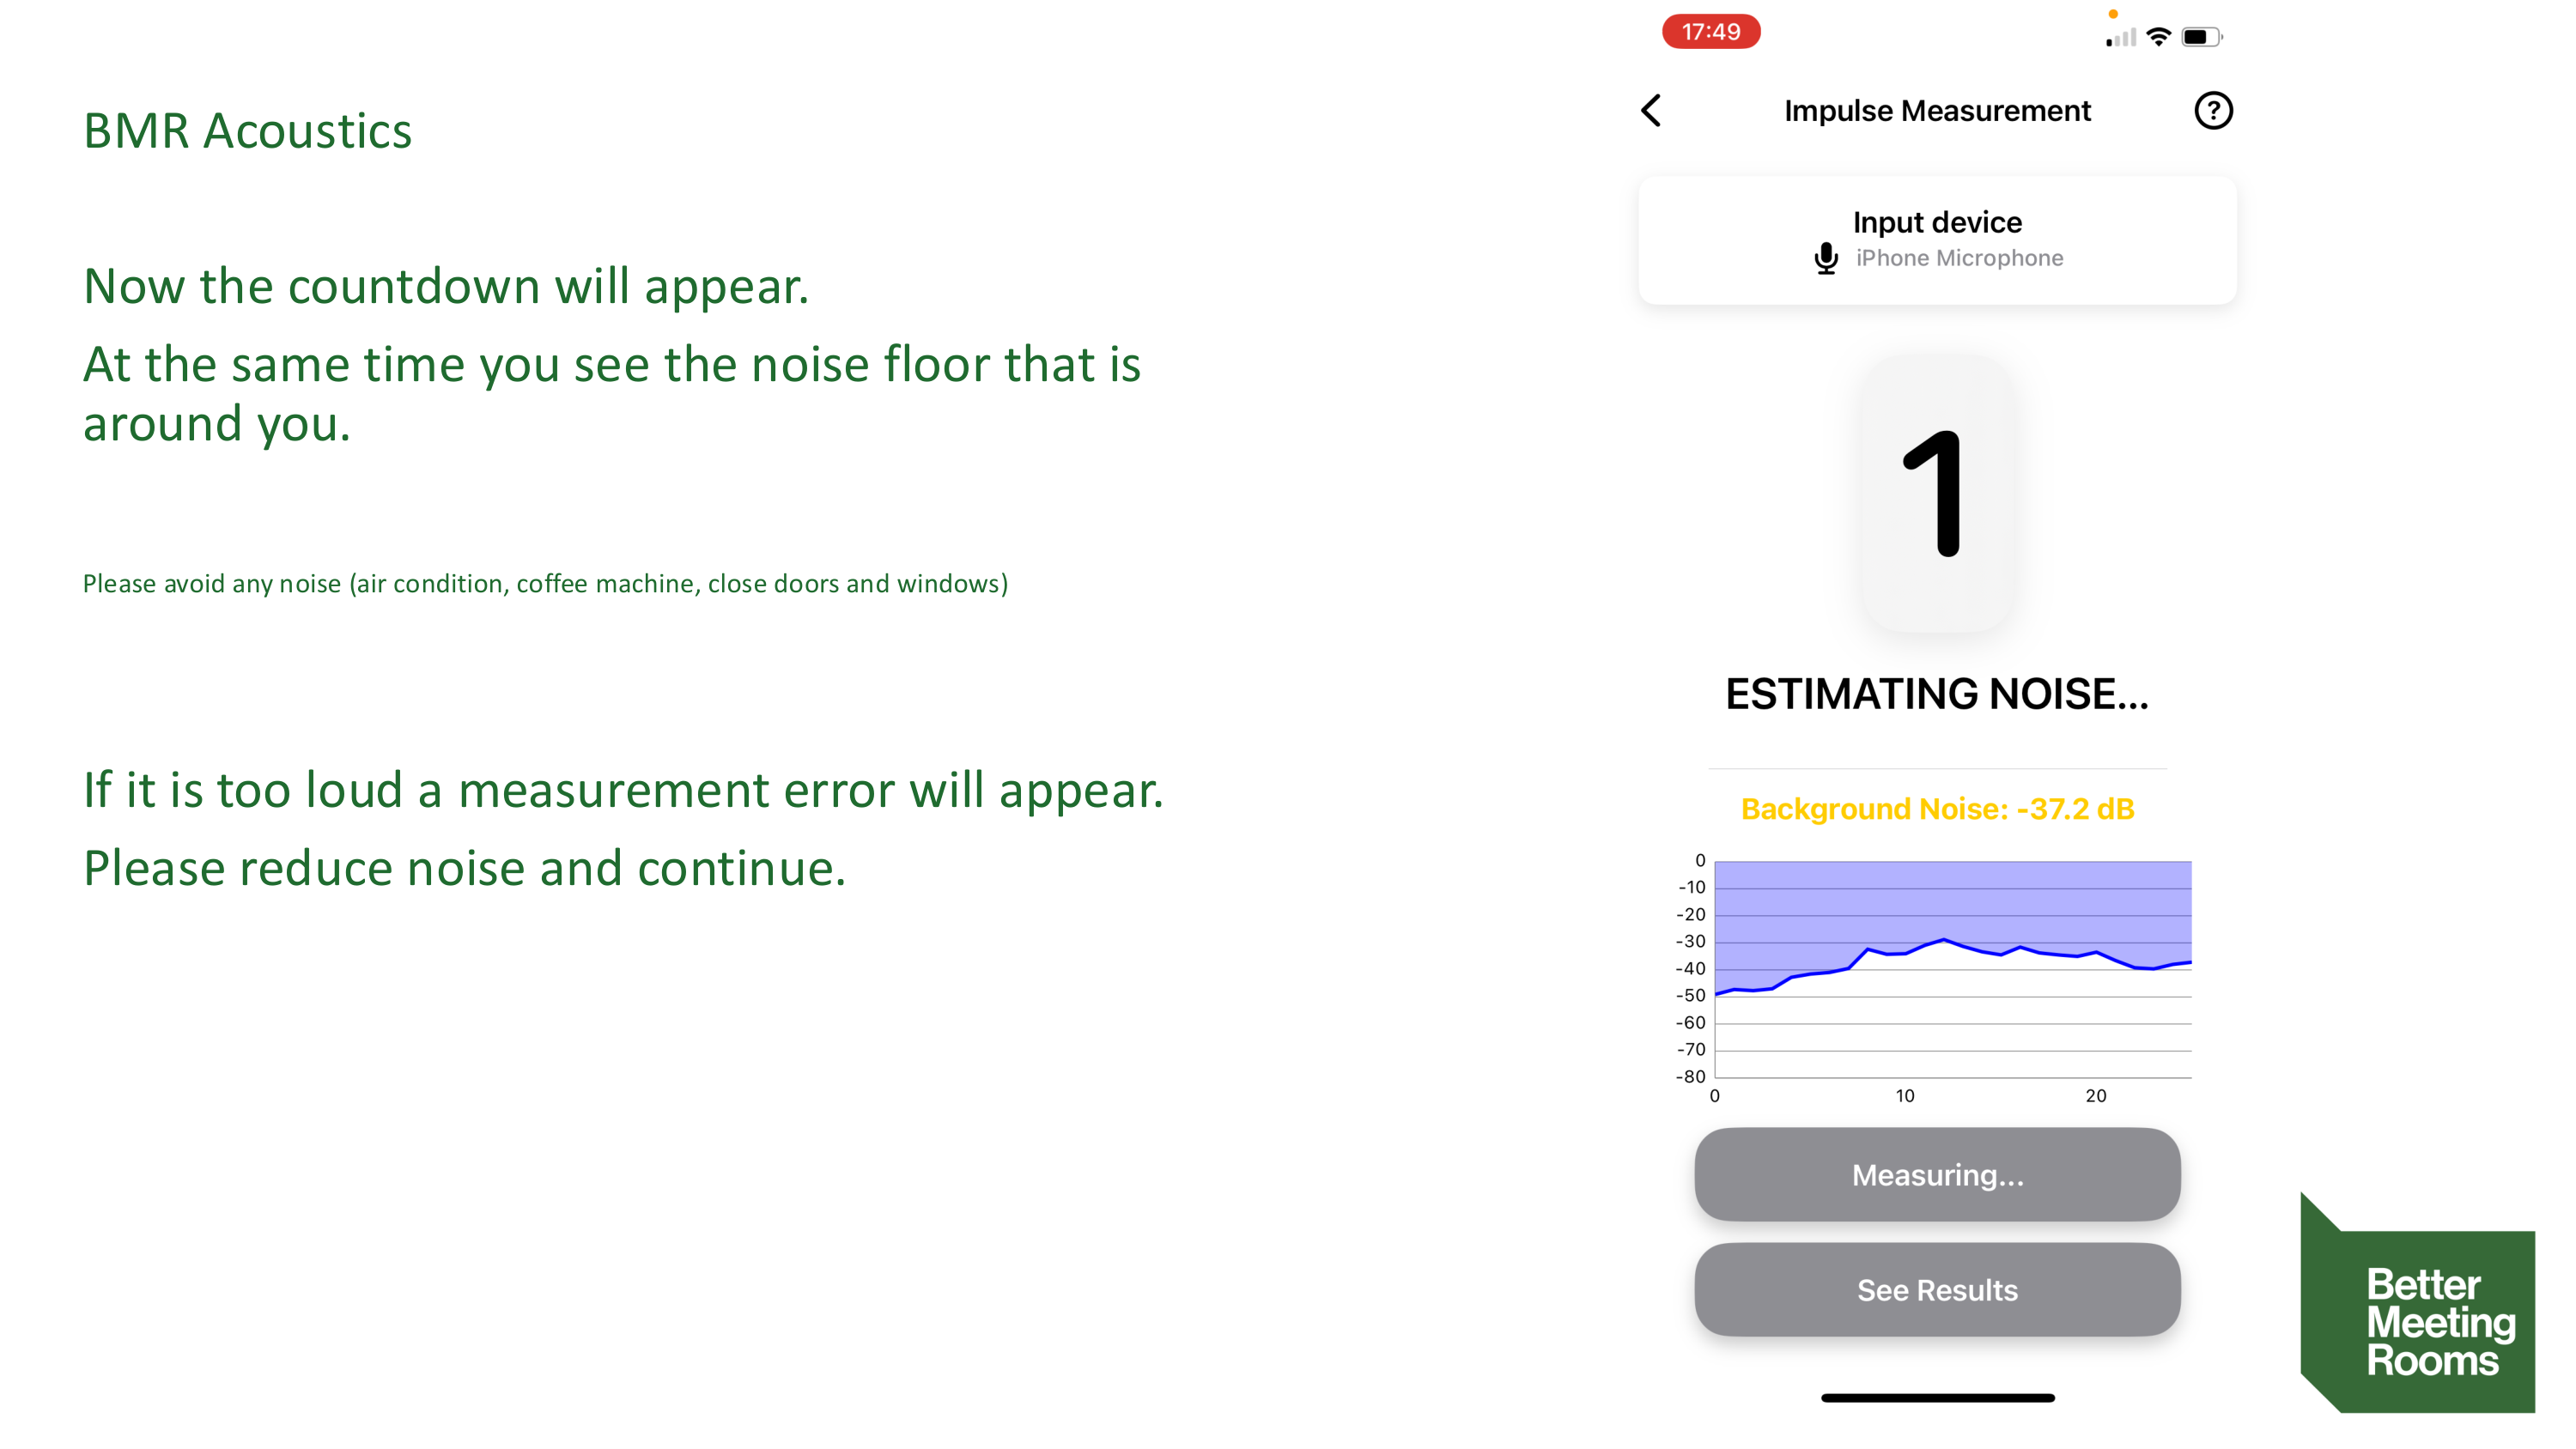 BMR Acoustics
Now the countdown will appear.
At the same time you see the noise floor that is
around you.
Please avoid any noise (air condition, coffee machine, close doors and windows)
If it is too loud a measurement error will appear.
Please reduce noise and continue.
17:49
Impulse Measurement
?
Input device
iPhone Microphone
1
ESTIMATING NOISE...
Background Noise: -37.2 dB
0
-10
-20
-30
-40
-50
-60
-70
-80
0 10 20
Measuring...
See Results
Better
Meeting
Rooms